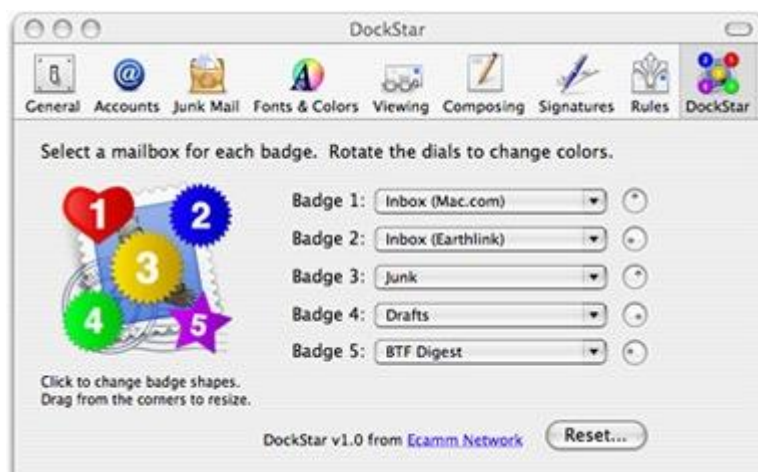 DockStar
General Accounts Junk Mail Fonts & Colors Viewing Composing Signatures Rules DockStar
Select a mailbox for each badge. Rotate the dials to change colors.
1 2 3 4 5
Badge 1: Inbox (Mac.com)
Badge 2: Inbox (Earthlink)
Badge 3: Junk
Badge 4: Drafts
Badge 5: BTF Digest
Click to change badge shapes.
Drag from the corners to resize.
DockStar v1.0 from Ecamm Network Reset...